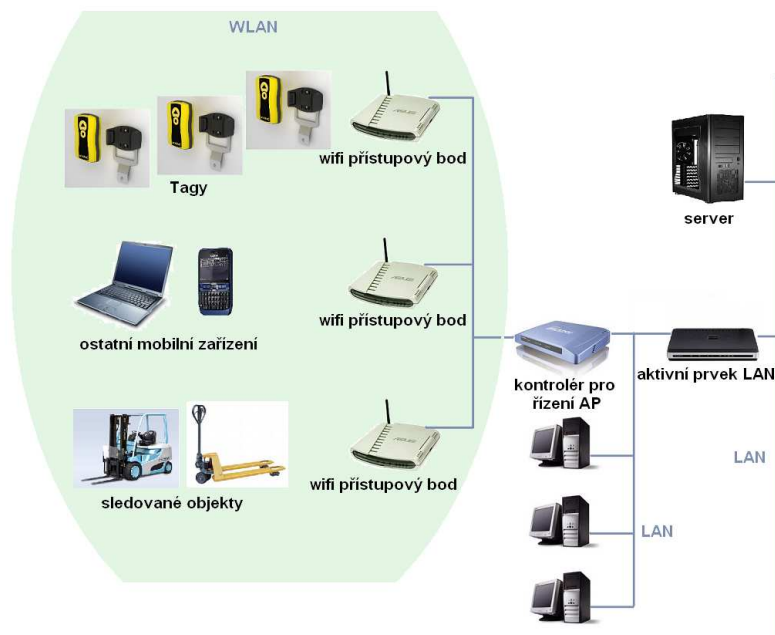 WLAN
wifi přístupový bod
Tagy
server
wifi přístupový bod
ostatní mobilní zařízení
kontrolér pro
řízení AP
aktivní prvek LAN
wifi přístupový bod
sledované objekty
LAN
LAN